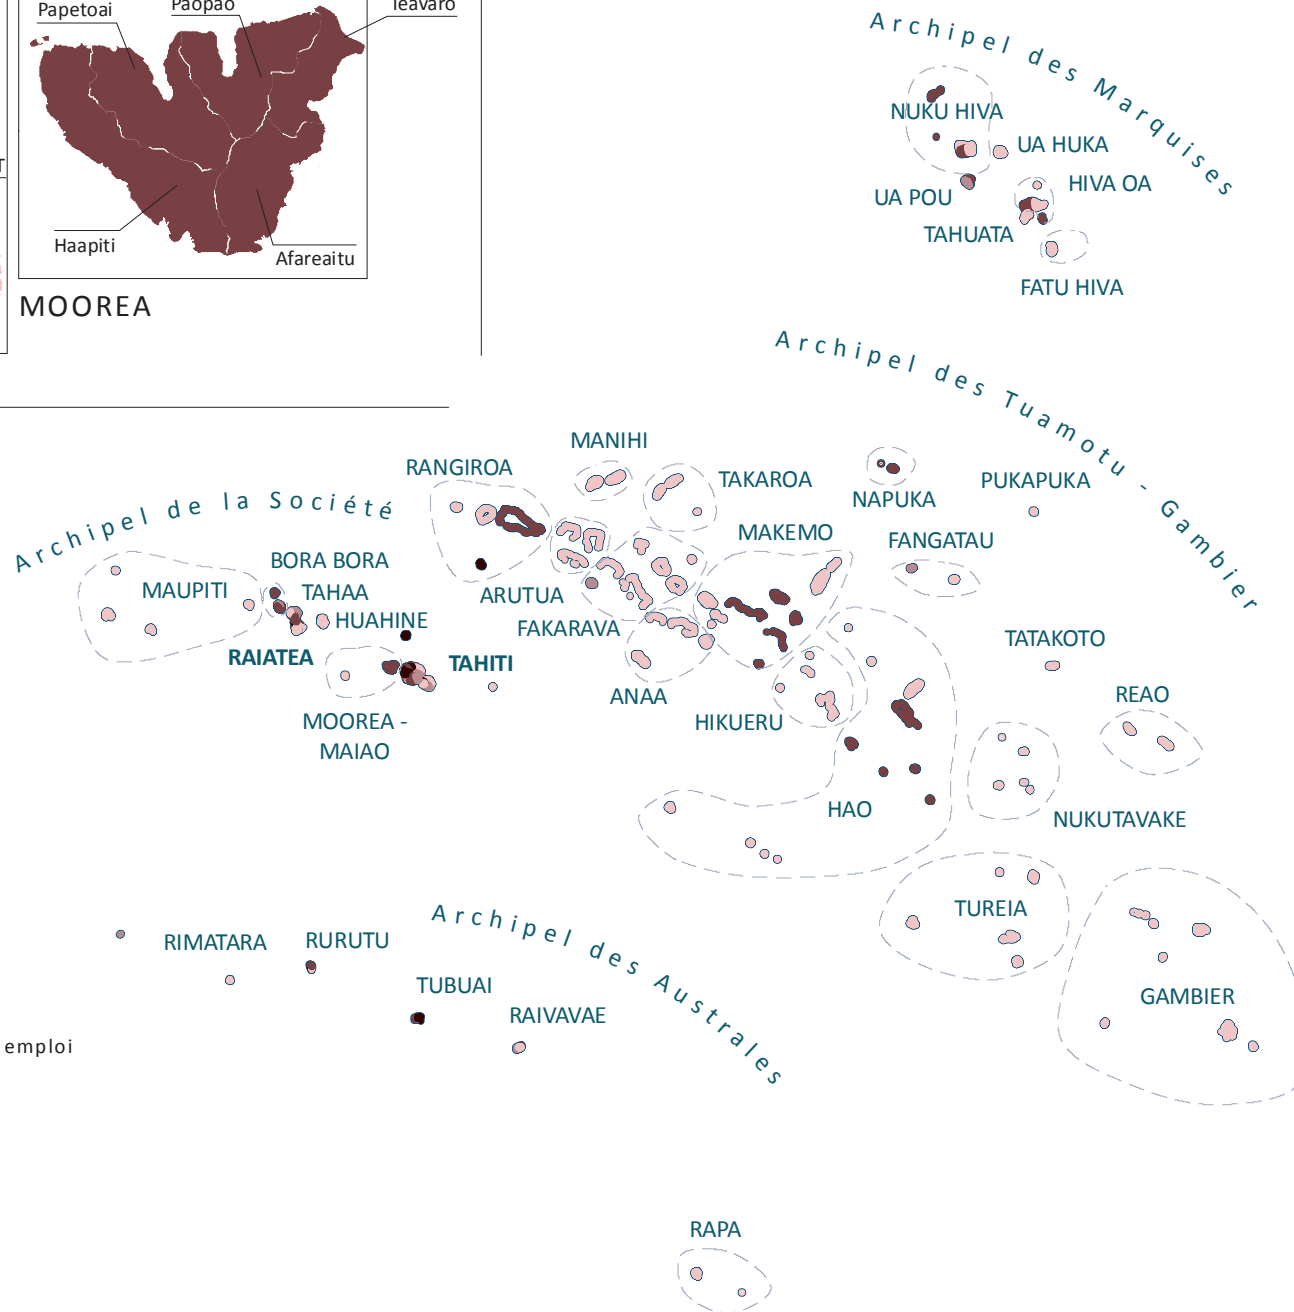 Papetoai
Paopao
Teavaro
T
Haapiti
Afareaitu
MOOREA
Archipel des Marquises
NUKU HIVA
UA HUKA
UA POU
HIVA OA
TAHUATA
FATU HIVA
Archipel des Tuamotu - Gambier
MANIHI
RANGIROA
TAKAROA
NAPUKA
PUKAPUKA
Archipel de la Société
MAKEMO
FANGATAU
BORA BORA
MAUPITI
TAHAA
ARUTUA
HUAHINE
FAKARAVA
TATAKOTO
RAIATEA
TAHITI
ANAA
REAO
HIKUERU
MOOREA -
MAIAO
HAO
NUKUTAVAKE
Archipel des Australes
TUREIA
RIMATARA
RURUTU
TUBUAI
GAMBIER
RAIVAVAE
emploi
RAPA